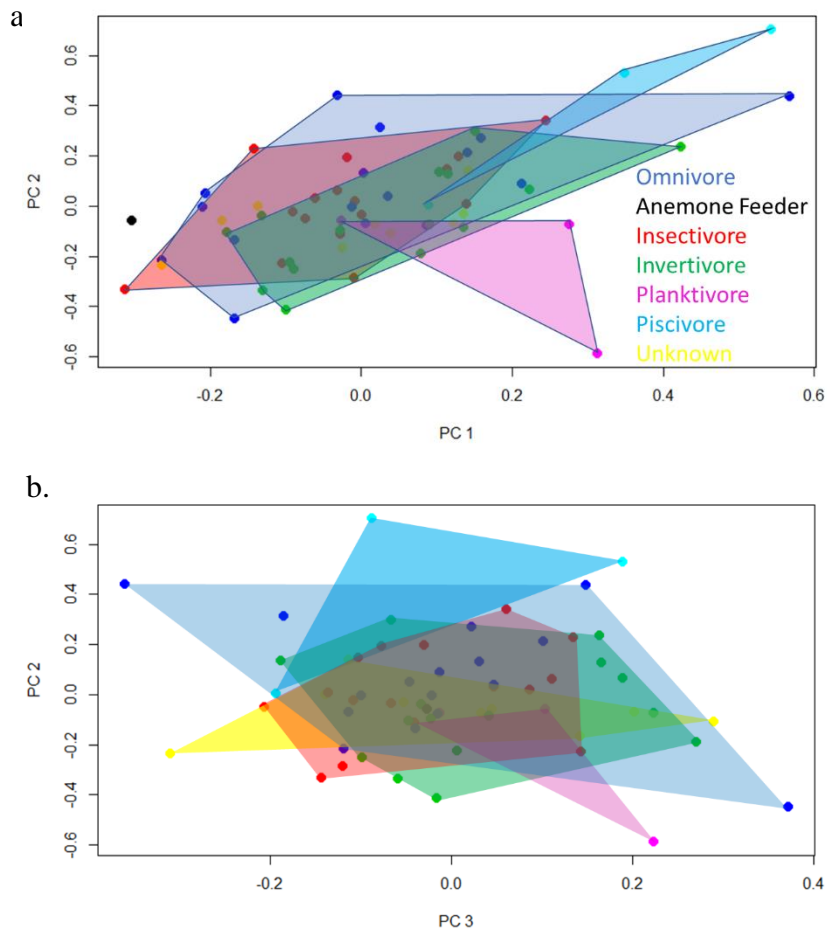 a
0.6
0.4
0.2
0.0
-0.2
-0.4
-0.6
PC 2
Omnivore
Anemone Feeder
Insectivore
Invertivore
Planktivore
Piscivore
Unknown
-0.2 0.0 0.2 0.4 0.6
PC 1
b.
0.6
0.4
0.2
0.0
-0.2
-0.4
-0.6
PC 2
-0.2 0.0 0.2 0.4
PC 3